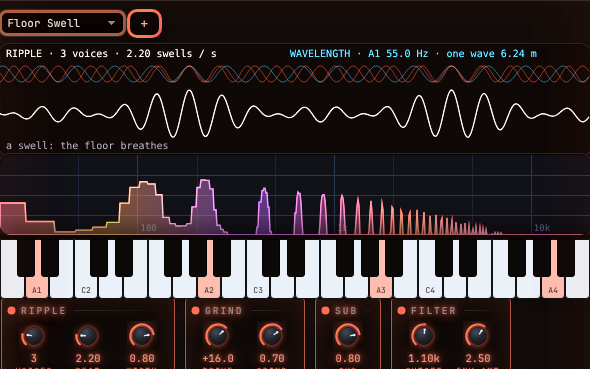 Floor Swell
+
RIPPLE · 3 voices · 2.20 swells / s
WAVELENGTH · A1 55.0 Hz · one wave 6.24 m
a swell: the floor breathes
100
10k
A1 C2 A2 C3 A3 C4 A4
RIPPLE GRIND SUB FILTER
3 2.20 0.80 +16.0 0.70 0.80 1.10k 2.50